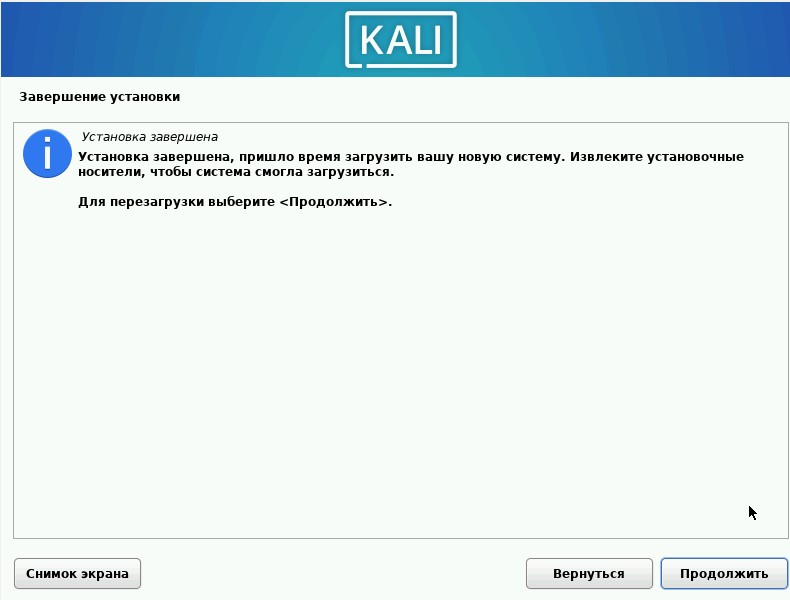 KALI
Завершение установки
Установка завершена
Установка завершена, пришло время загрузить вашу новую систему. Извлеките установочные
носители, чтобы система смогла загрузиться.
Для перезагрузки выберите <Продолжить>.
Снимок экрана
Вернуться
Продолжить